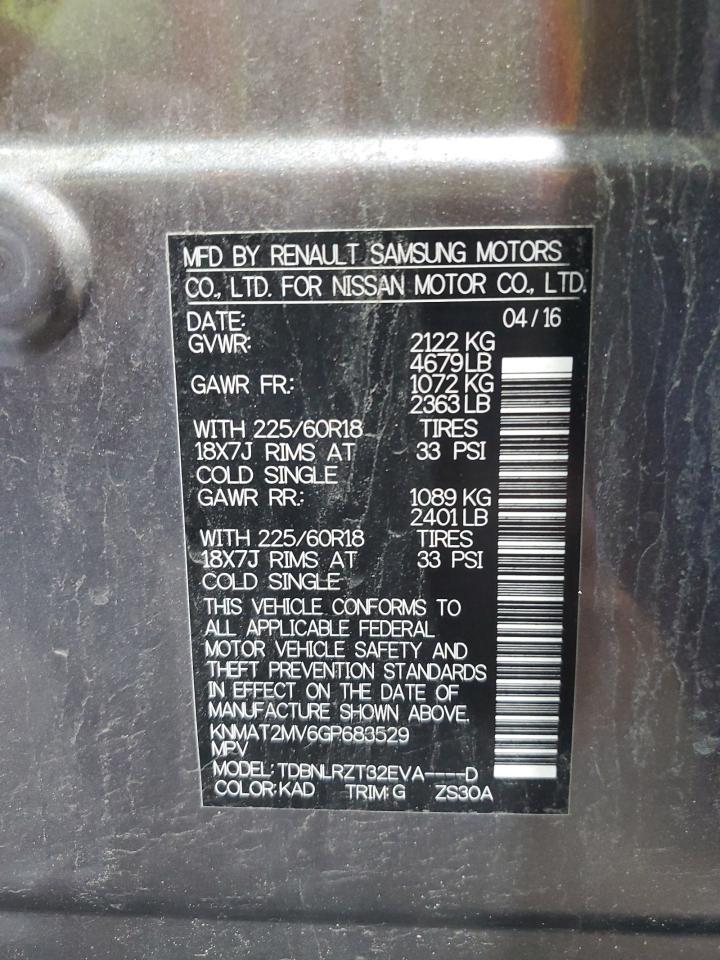 MFD BY RENAULT SAMSUNG MOTORS
CO., LTD. FOR NISSAN MOTOR CO., LTD.
DATE: 04/16
GVWR: 2122 KG
4679LB
GAWR FR.: 1072 KG
2363 LB
WITH 225/60R18 TIRES
18X7J RIMS AT 33 PSI
COLD SINGLE
GAWR RR.: 1089 KG
2401 LB
WITH 225/60R18 TIRES
18X7J RIMS AT 33 PSI
COLD SINGLE
THIS VEHICLE CONFORMS TO
ALL APPLICABLE FEDERAL
MOTOR VEHICLE SAFETY AND
THEFT PREVENTION STANDARDS
IN EFFECT ON THE DATE OF
MANUFACTURE SHOWN ABOVE.
KNMAT2MV6GP683529
MPV
MODEL: TDBNLRZT32EVA----D
COLOR:KAD TRIM:G ZS30A